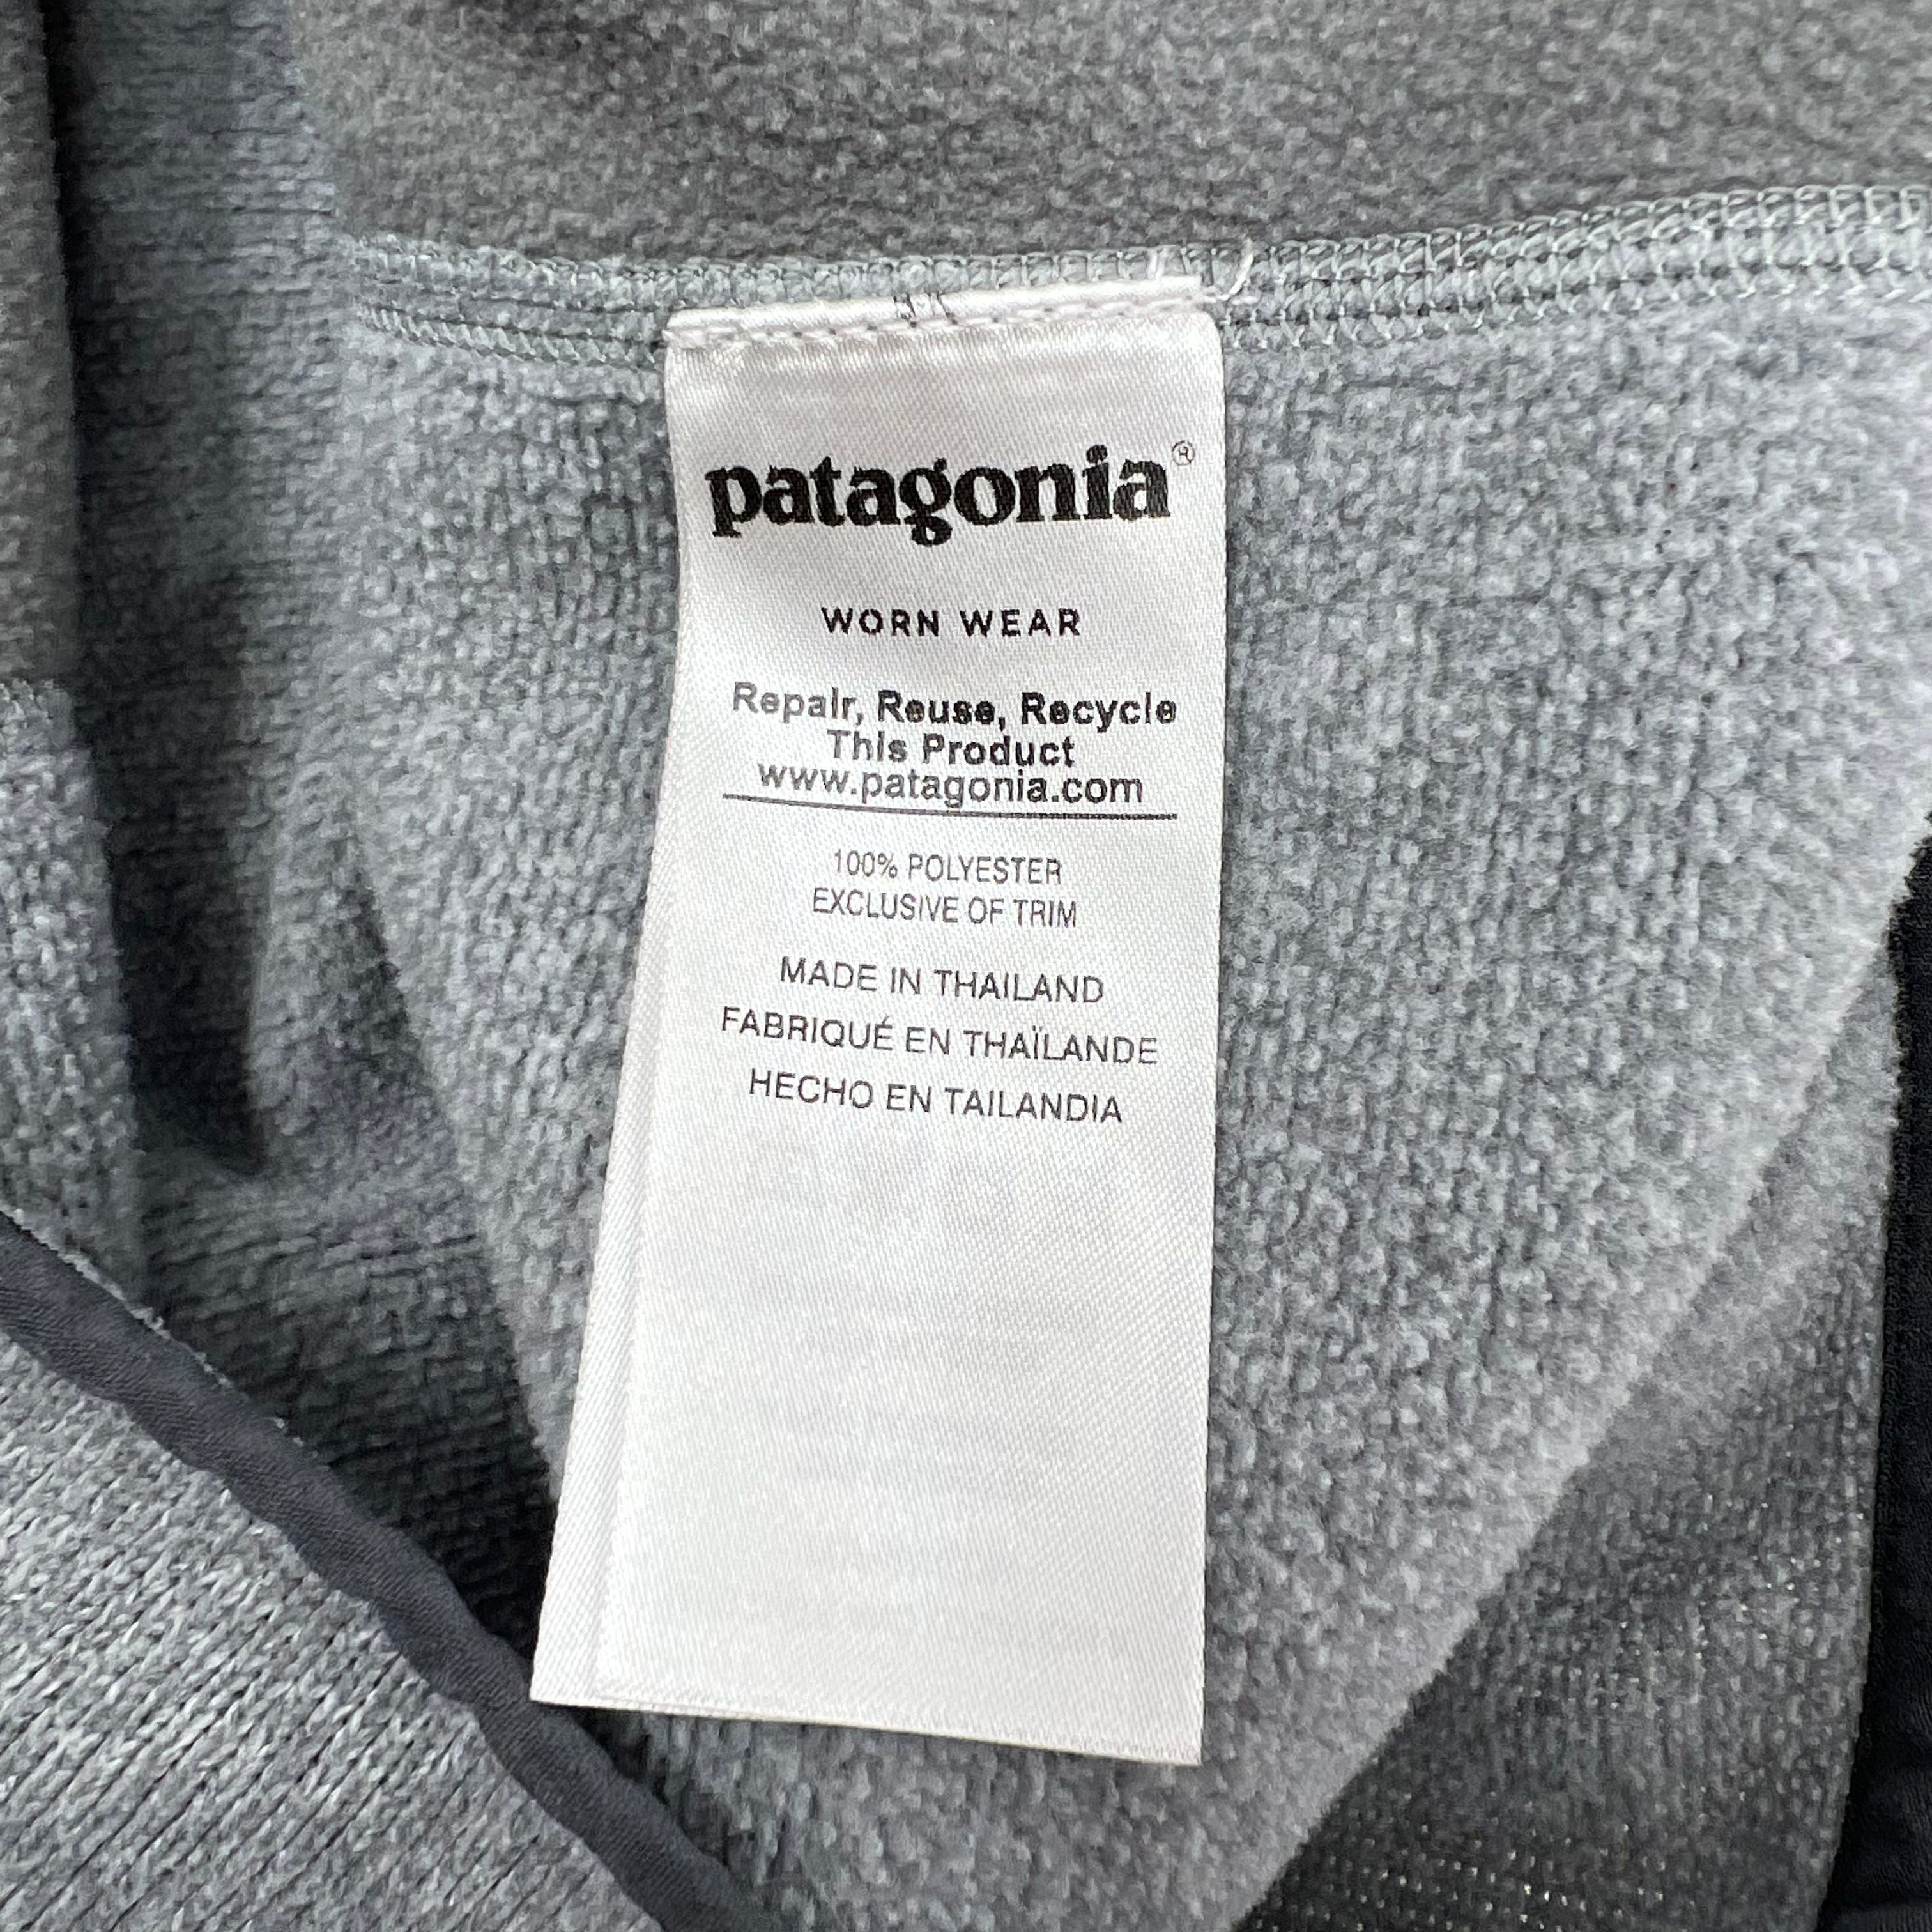 patagonia®
WORN WEAR
Repair, Reuse, Recycle
This Product
www.patagonia.com
100% POLYESTER
EXCLUSIVE OF TRIM
MADE IN THAILAND
FABRIQUÉ EN THAÏLANDE
HECHO EN TAILANDIA